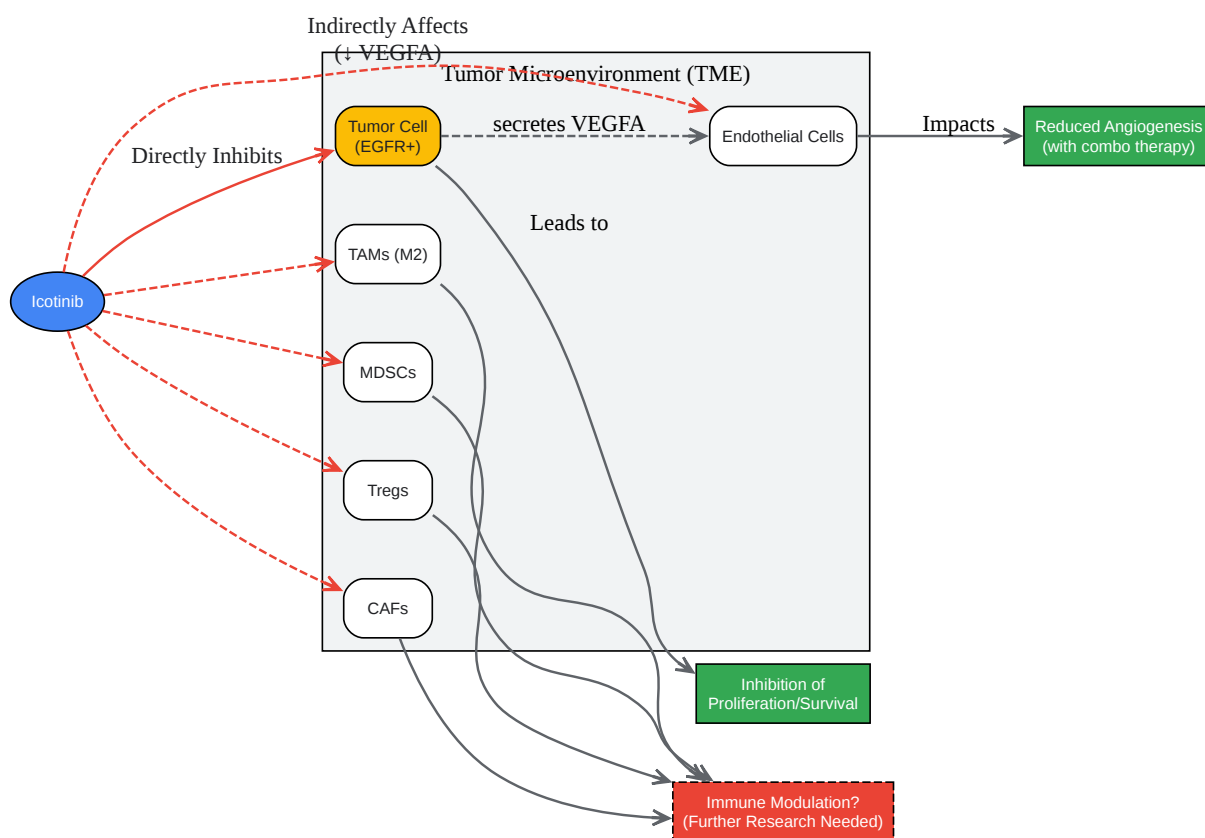 Indirectly Affects
(↓ VEGFA)
Tumor Microenvironment (TME)
Tumor Cell
(EGFR+)
secretes VEGFA
Endothelial Cells
Impacts
Reduced Angiogenesis
(with combo therapy)
Directly Inhibits
Leads to
TAMs (M2)
Icotinib
MDSCs
Tregs
CAFs
Inhibition of
Proliferation/Survival
Immune Modulation?
(Further Research Needed)